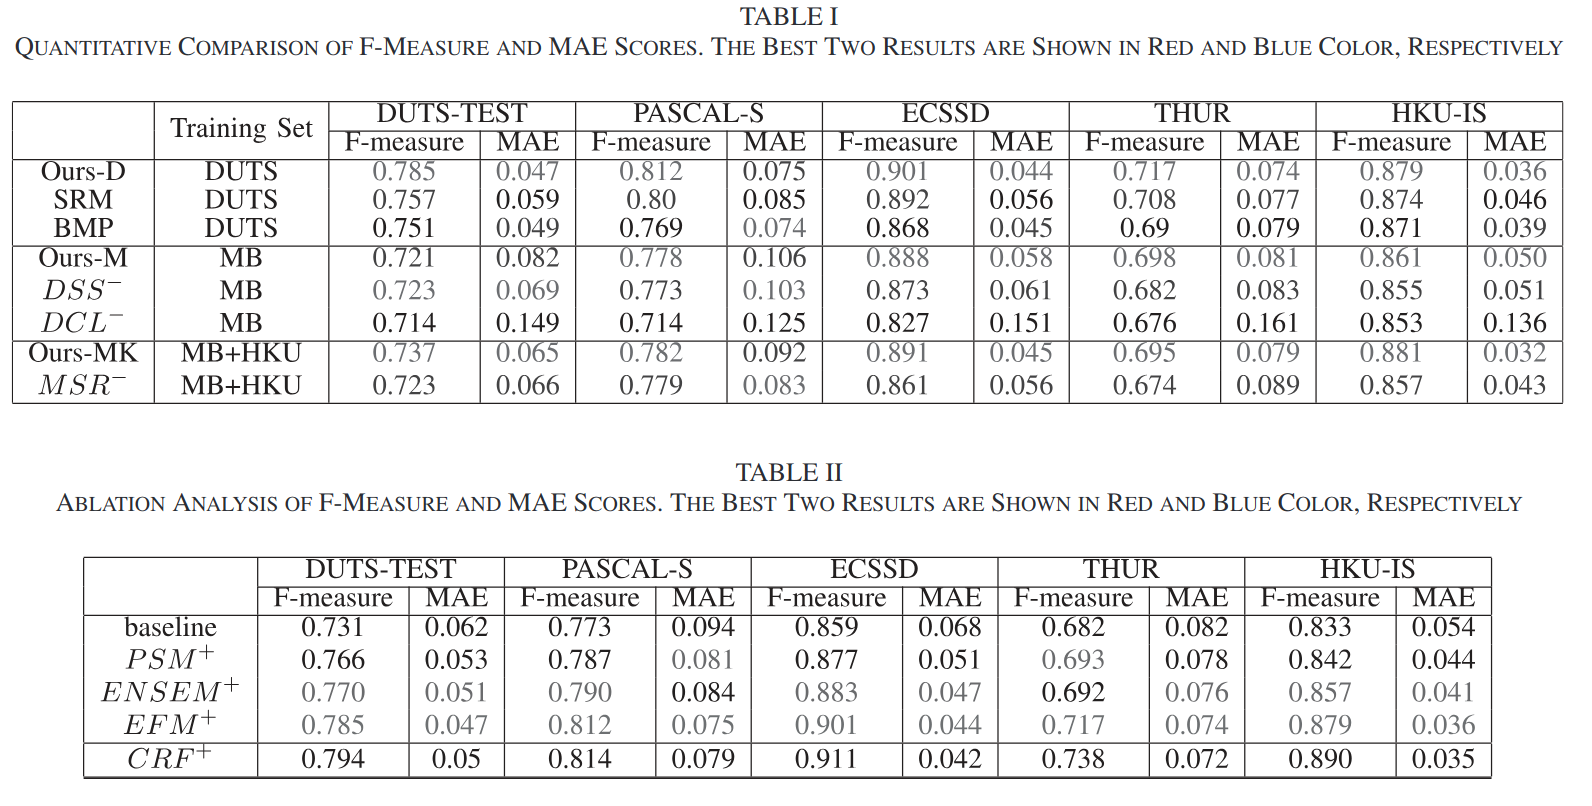 TABLE I
QUANTITATIVE COMPARISON OF F-MEASURE AND MAE SCORES. THE BEST TWO RESULTS ARE SHOWN IN RED AND BLUE COLOR, RESPECTIVELY
Training Set DUTS-TEST PASCAL-S ECSSD THUR HKU-IS
F-measure MAE F-measure MAE F-measure MAE F-measure MAE F-measure MAE
Ours-D DUTS 0.785 0.047 0.812 0.075 0.901 0.044 0.717 0.074 0.879 0.036
SRM DUTS 0.757 0.059 0.80 0.085 0.892 0.056 0.708 0.077 0.874 0.046
BMP DUTS 0.751 0.049 0.769 0.074 0.868 0.045 0.69 0.079 0.871 0.039
Ours-M MB 0.721 0.082 0.778 0.106 0.888 0.058 0.698 0.081 0.861 0.050
DSS⁻ MB 0.723 0.069 0.773 0.103 0.873 0.061 0.682 0.083 0.855 0.051
DCL⁻ MB 0.714 0.149 0.714 0.125 0.827 0.151 0.676 0.161 0.853 0.136
Ours-MK MB+HKU 0.737 0.065 0.782 0.092 0.891 0.045 0.695 0.079 0.881 0.032
MSR⁻ MB+HKU 0.723 0.066 0.779 0.083 0.861 0.056 0.674 0.089 0.857 0.043
TABLE II
ABLATION ANALYSIS OF F-MEASURE AND MAE SCORES. THE BEST TWO RESULTS ARE SHOWN IN RED AND BLUE COLOR, RESPECTIVELY
DUTS-TEST PASCAL-S ECSSD THUR HKU-IS
F-measure MAE F-measure MAE F-measure MAE F-measure MAE F-measure MAE
baseline 0.731 0.062 0.773 0.094 0.859 0.068 0.682 0.082 0.833 0.054
PSM⁺ 0.766 0.053 0.787 0.081 0.877 0.051 0.693 0.078 0.842 0.044
ENSEM⁺ 0.770 0.051 0.790 0.084 0.883 0.047 0.692 0.076 0.857 0.041
EFM⁺ 0.785 0.047 0.812 0.075 0.901 0.044 0.717 0.074 0.879 0.036
CRF⁺ 0.794 0.05 0.814 0.079 0.911 0.042 0.738 0.072 0.890 0.035